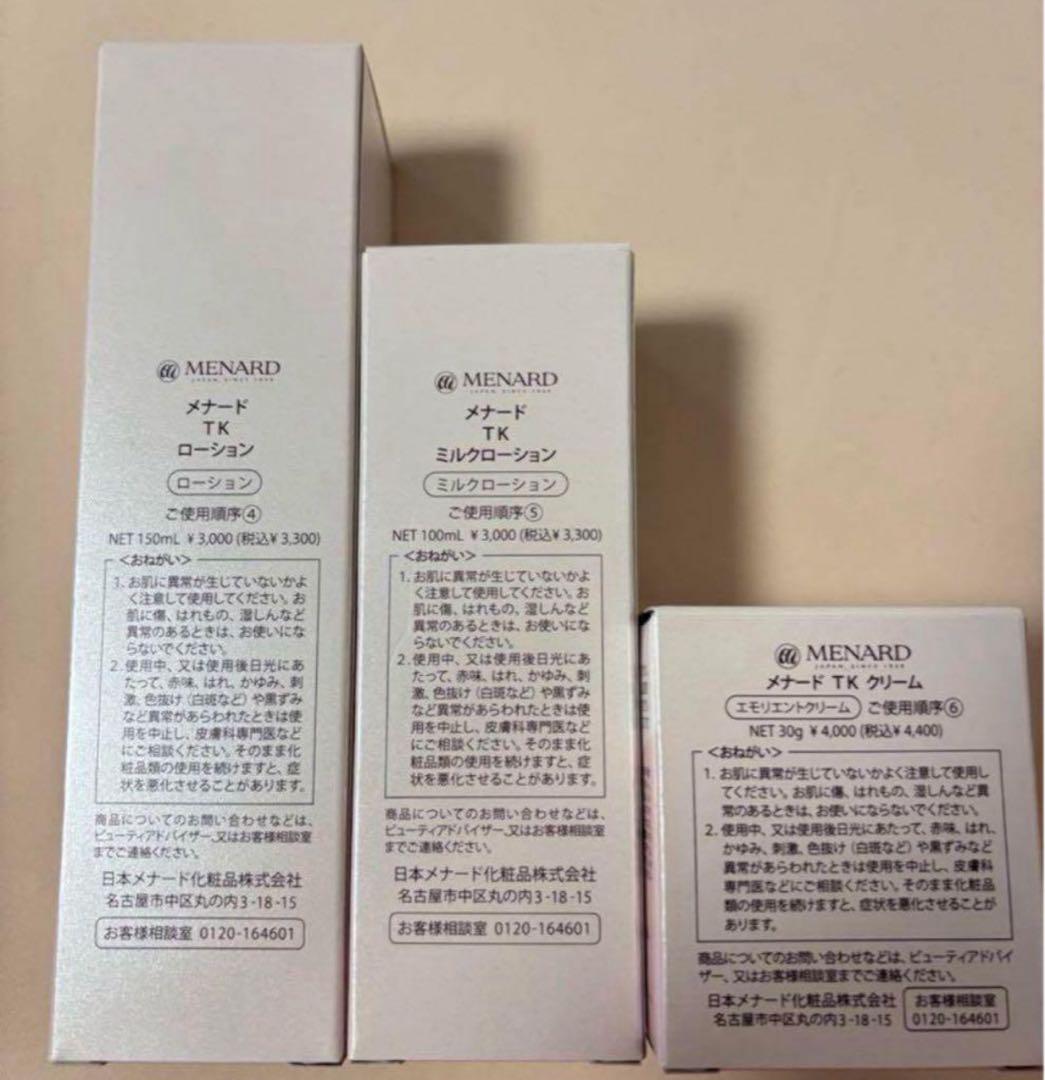 MENARD
JAPAN, SINCE 1959
メナード
TK
ローション
ローション
ご使用順序④
NET 150mL ¥3,000 (税込¥3,300)
<おねがい>
1. お肌に異常が生じていないかよ
く注意して使用してください。お
肌に傷、はれもの、湿しんなど
異常のあるときは、お使いにな
らないでください。
2. 使用中、又は使用後日光にあ
たって、赤味、はれ、かゆみ、刺
激、色抜け(白斑など)や黒ずみ
など異常があらわれたときは使
用を中止し、皮膚科専門医など
にご相談ください。そのまま化
粧品類の使用を続けますと、症
状を悪化させることがあります。
商品についてのお問い合わせなどは、
ビューティアドバイザー、又はお客様相談室
までご連絡ください。
日本メナード化粧品株式会社
名古屋市中区丸の内3-18-15
お客様相談室 0120-164601
MENARD
JAPAN, SINCE 1959
メナード
TK
ミルクローション
ミルクローション
ご使用順序⑤
NET 100mL ¥3,000 (税込¥3,300)
<おねがい>
1. お肌に異常が生じていないかよ
く注意して使用してください。お
肌に傷、はれもの、湿しんなど
異常のあるときは、お使いにな
らないでください。
2. 使用中、又は使用後日光にあ
たって、赤味、はれ、かゆみ、刺
激、色抜け(白斑など)や黒ずみ
など異常があらわれたときは使
用を中止し、皮膚科専門医など
にご相談ください。そのまま化
粧品類の使用を続けますと、症
状を悪化させることがあります。
商品についてのお問い合わせなどは、
ビューティアドバイザー、又はお客様相談室
までご連絡ください。
日本メナード化粧品株式会社
名古屋市中区丸の内3-18-15
お客様相談室 0120-164601
MENARD
JAPAN, SINCE 1959
メナード TK クリーム
エモリエントクリーム ご使用順序⑥
NET 30g ¥4,000 (税込¥4,400)
<おねがい>
1. お肌に異常が生じていないかよく注意して使用し
てください。お肌に傷、はれもの、湿しんなど異
常のあるときは、お使いにならないでください。
2. 使用中、又は使用後日光にあたって、赤味、はれ、
かゆみ、刺激、色抜け(白斑など)や黒ずみなど
異常があらわれたときは使用を中止し、皮膚科
専門医などにご相談ください。そのまま化粧品
類の使用を続けますと、症状を悪化させることが
あります。
商品についてのお問い合わせなどは、ビューティアドバイ
ザー、又はお客様相談室までご連絡ください。
日本メナード化粧品株式会社
名古屋市中区丸の内3-18-15
お客様相談室
0120-164601